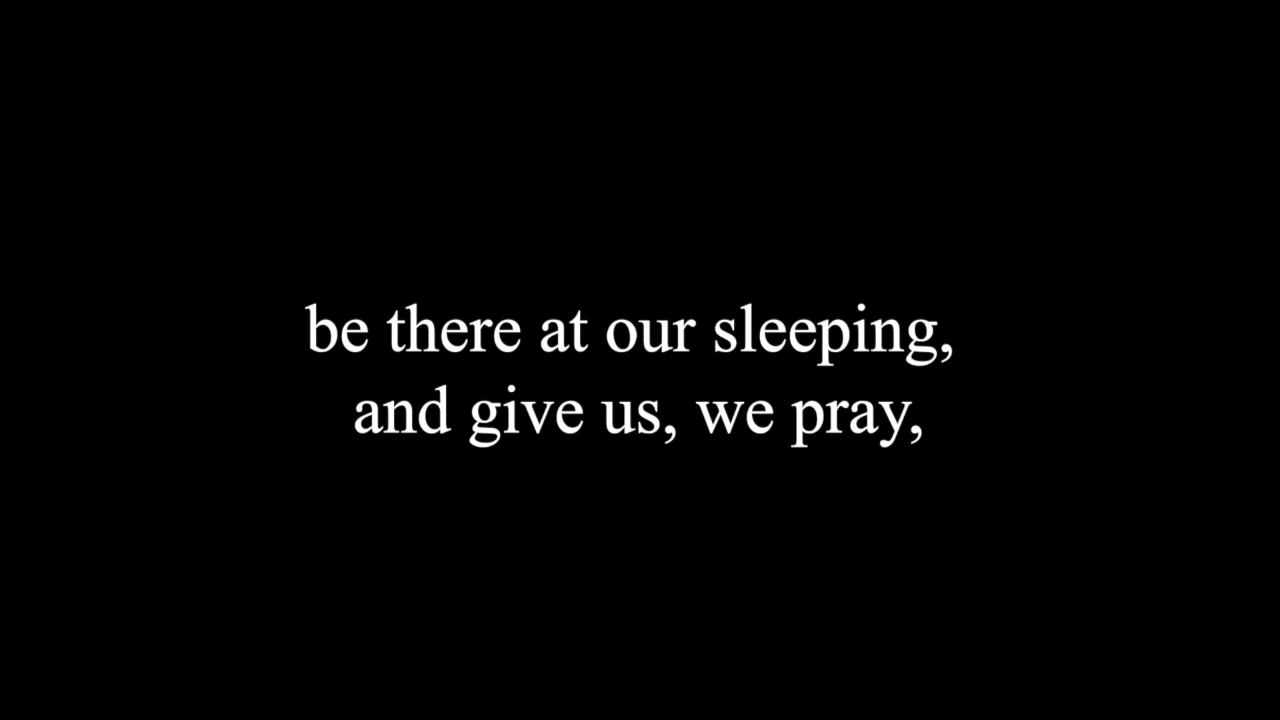 be there at our sleeping,
and give us, we pray,